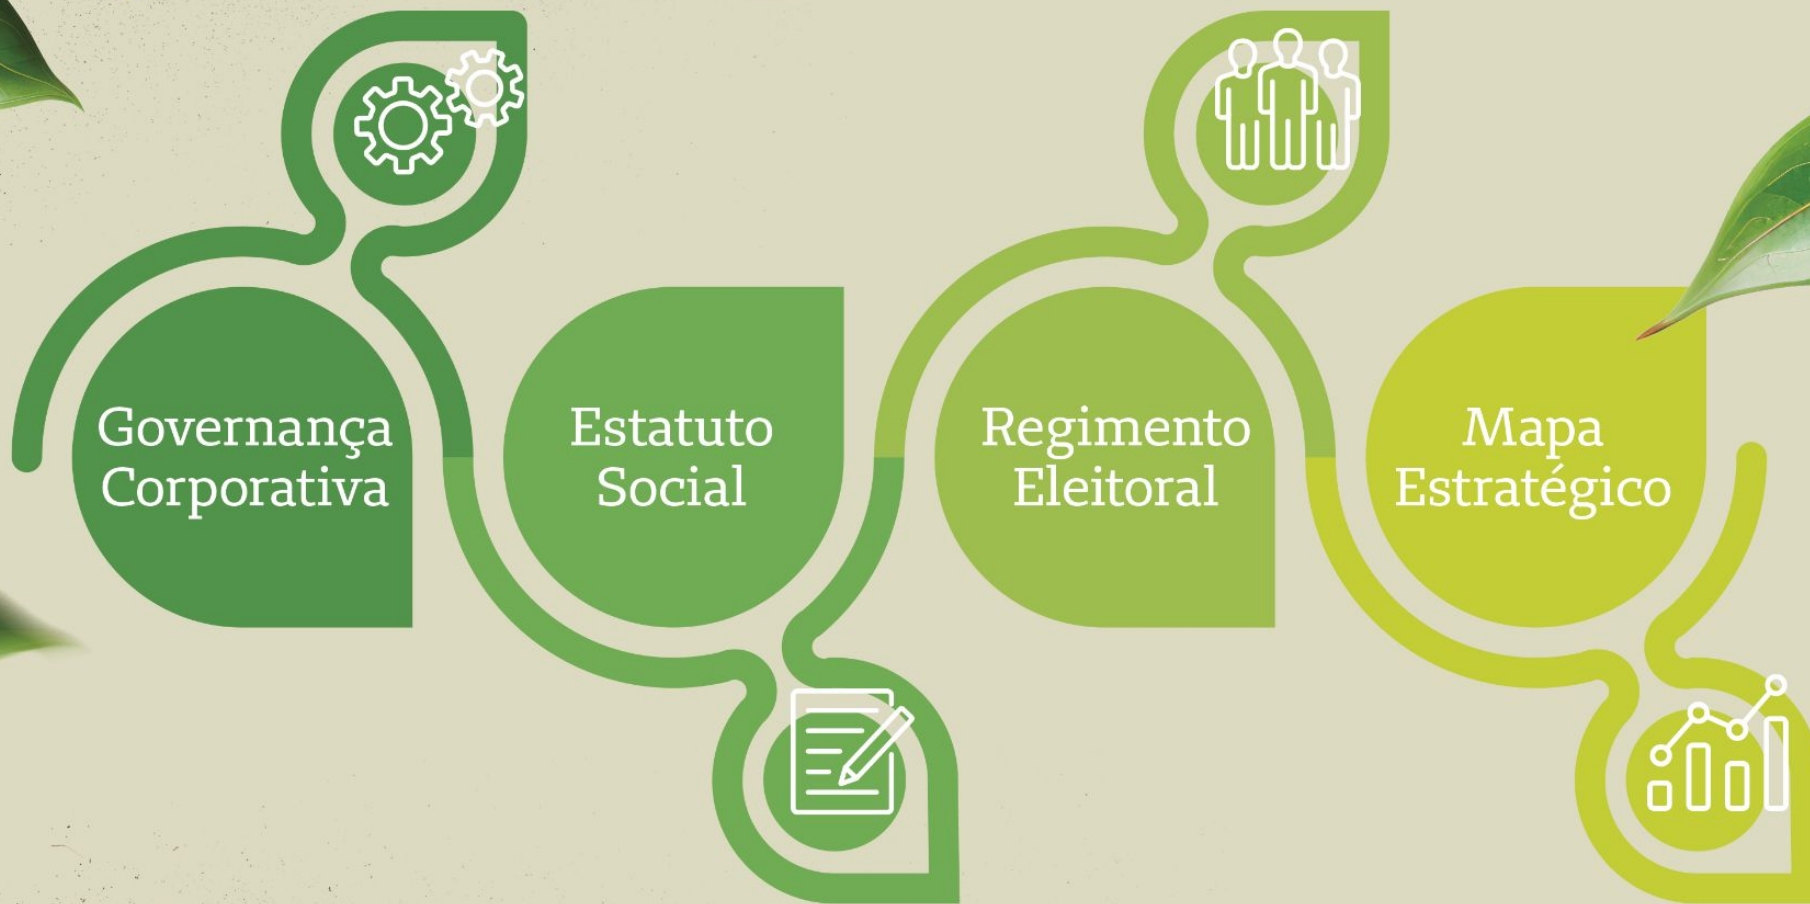 Governança
Corporativa
Estatuto
Social
Regimento
Eleitoral
Mapa
Estratégico